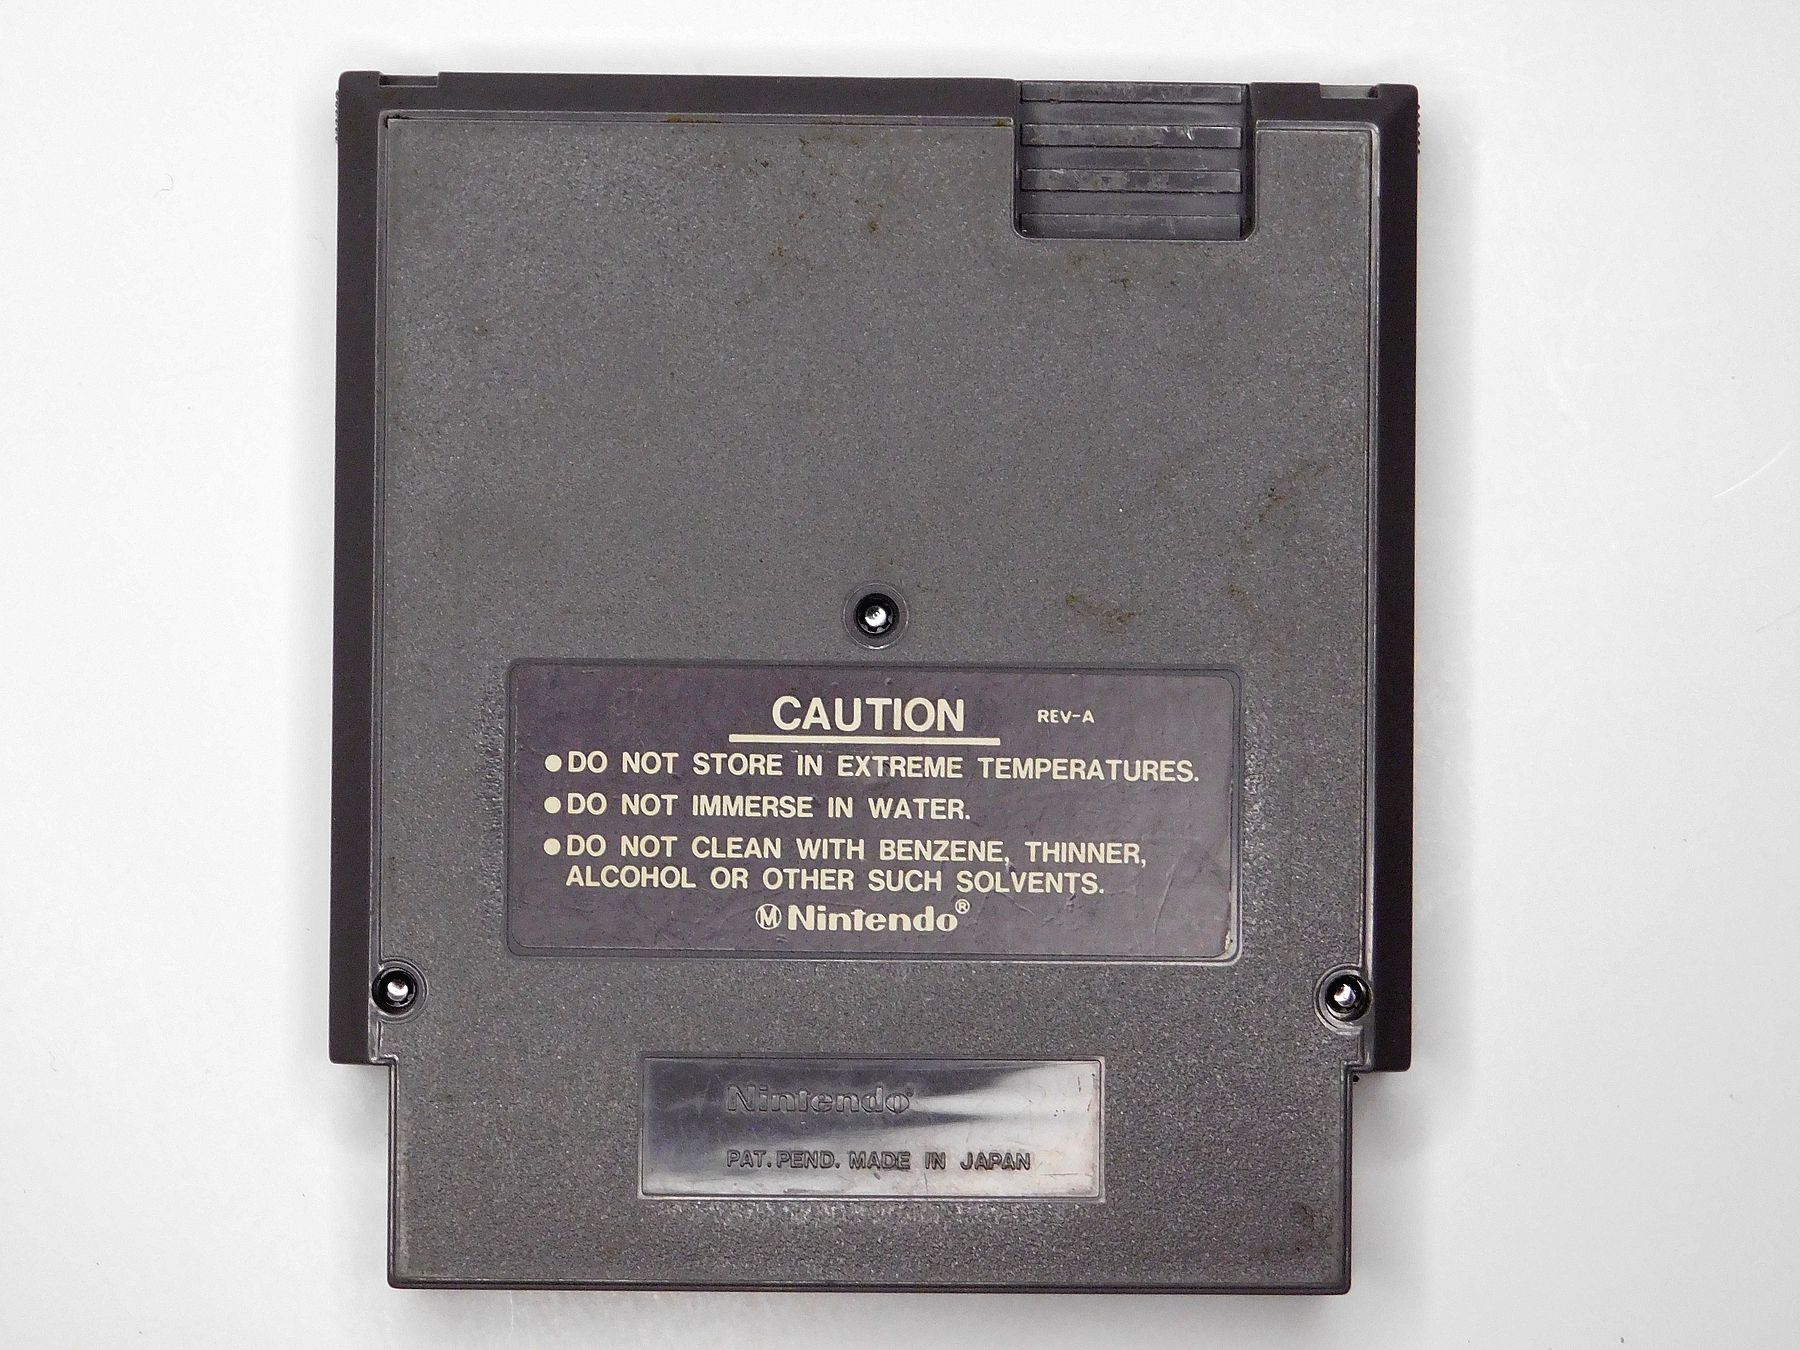 CAUTION REV-A
●DO NOT STORE IN EXTREME TEMPERATURES.
●DO NOT IMMERSE IN WATER.
●DO NOT CLEAN WITH BENZENE, THINNER,
ALCOHOL OR OTHER SUCH SOLVENTS.
Ⓜ Nintendo®
Nintendo®
PAT. PEND. MADE IN JAPAN